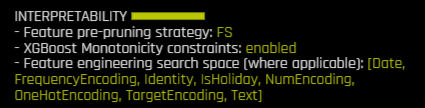 INTERPRETABILITY
- Feature pre-pruning strategy: FS
- XGBoost Monotonicity constraints: enabled
- Feature engineering search space (where applicable): [Date,
FrequencyEncoding, Identity, IsHoliday, NumEncoding,
OneHotEncoding, TargetEncoding, Text]